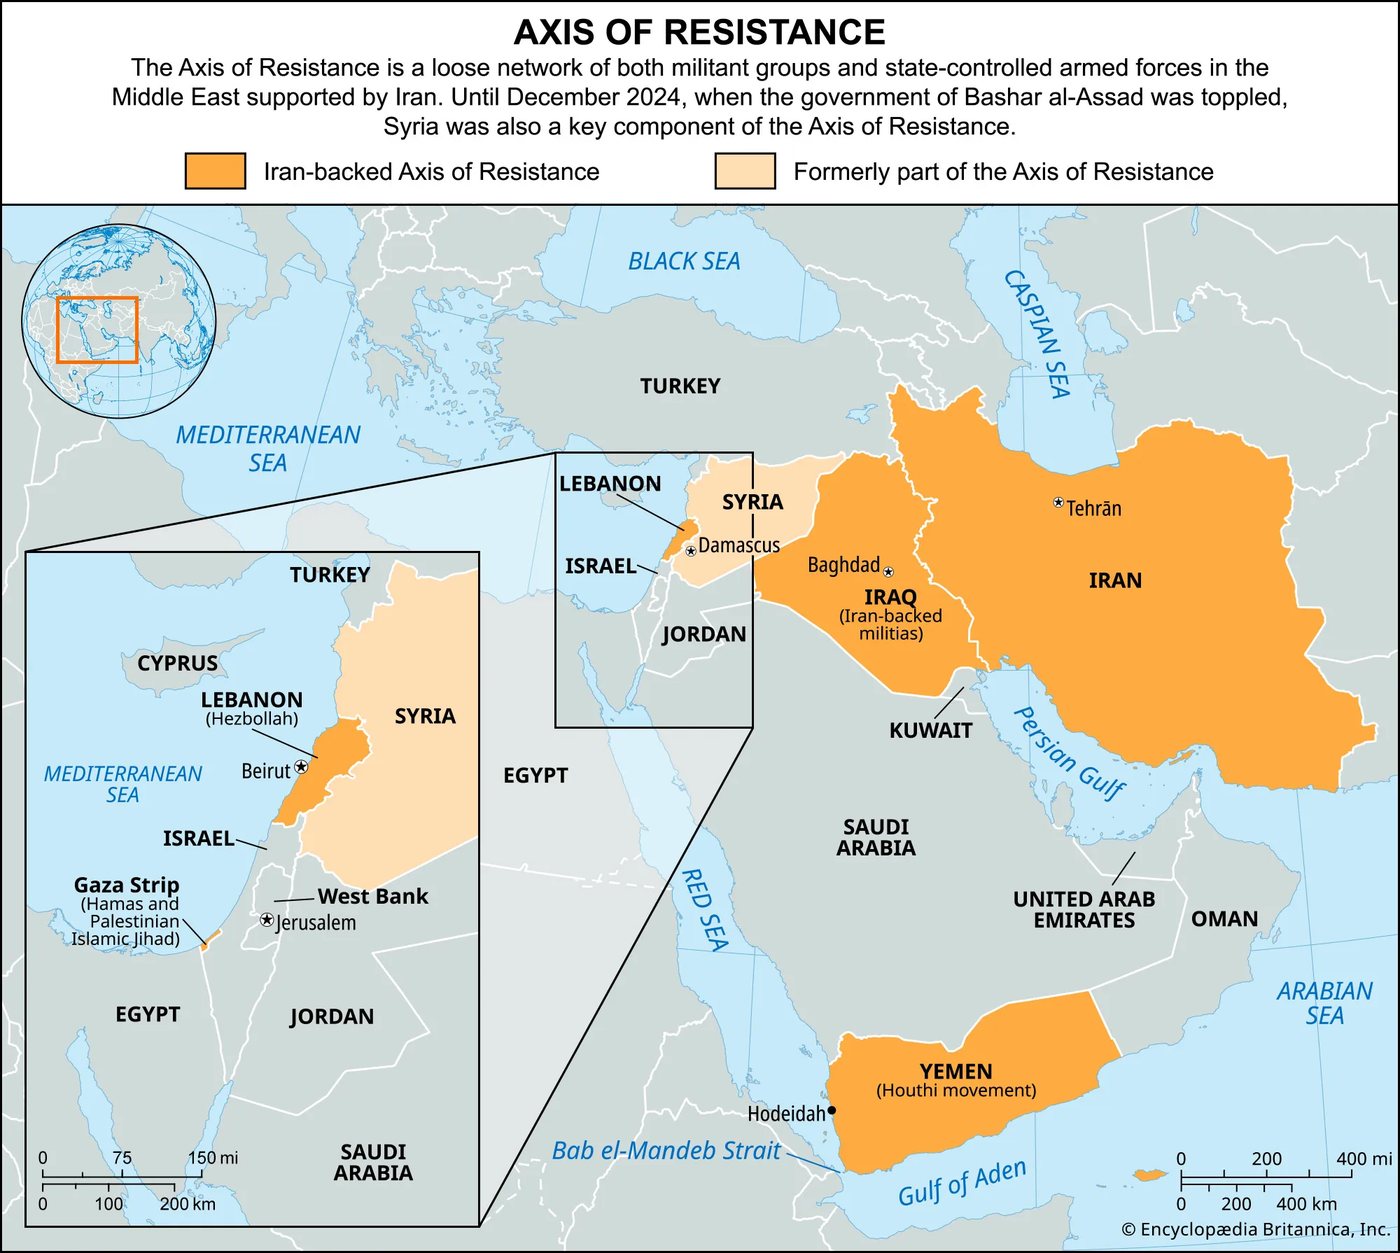 AXIS OF RESISTANCE
The Axis of Resistance is a loose network of both militant groups and state-controlled armed forces in the
Middle East supported by Iran. Until December 2024, when the government of Bashar al-Assad was toppled,
Syria was also a key component of the Axis of Resistance.
Iran-backed Axis of Resistance
Formerly part of the Axis of Resistance
BLACK SEA
CASPIAN SEA
TURKEY
MEDITERRANEAN
SEA
LEBANON
SYRIA
Tehrān
Damascus
ISRAEL
Baghdad
IRAN
IRAQ
(Iran-backed
militias)
JORDAN
KUWAIT
Persian Gulf
EGYPT
SAUDI
ARABIA
RED SEA
UNITED ARAB
EMIRATES
OMAN
ARABIAN
SEA
YEMEN
(Houthi movement)
Hodeidah
Bab el-Mandeb Strait
Gulf of Aden
0 200 400 mi
0 200 400 km
TURKEY
CYPRUS
LEBANON
(Hezbollah)
SYRIA
Beirut
MEDITERRANEAN
SEA
ISRAEL
Gaza Strip
(Hamas and
Palestinian
Islamic Jihad)
West Bank
Jerusalem
EGYPT
JORDAN
SAUDI
ARABIA
0 75 150 mi
0 100 200 km
© Encyclopædia Britannica, Inc.